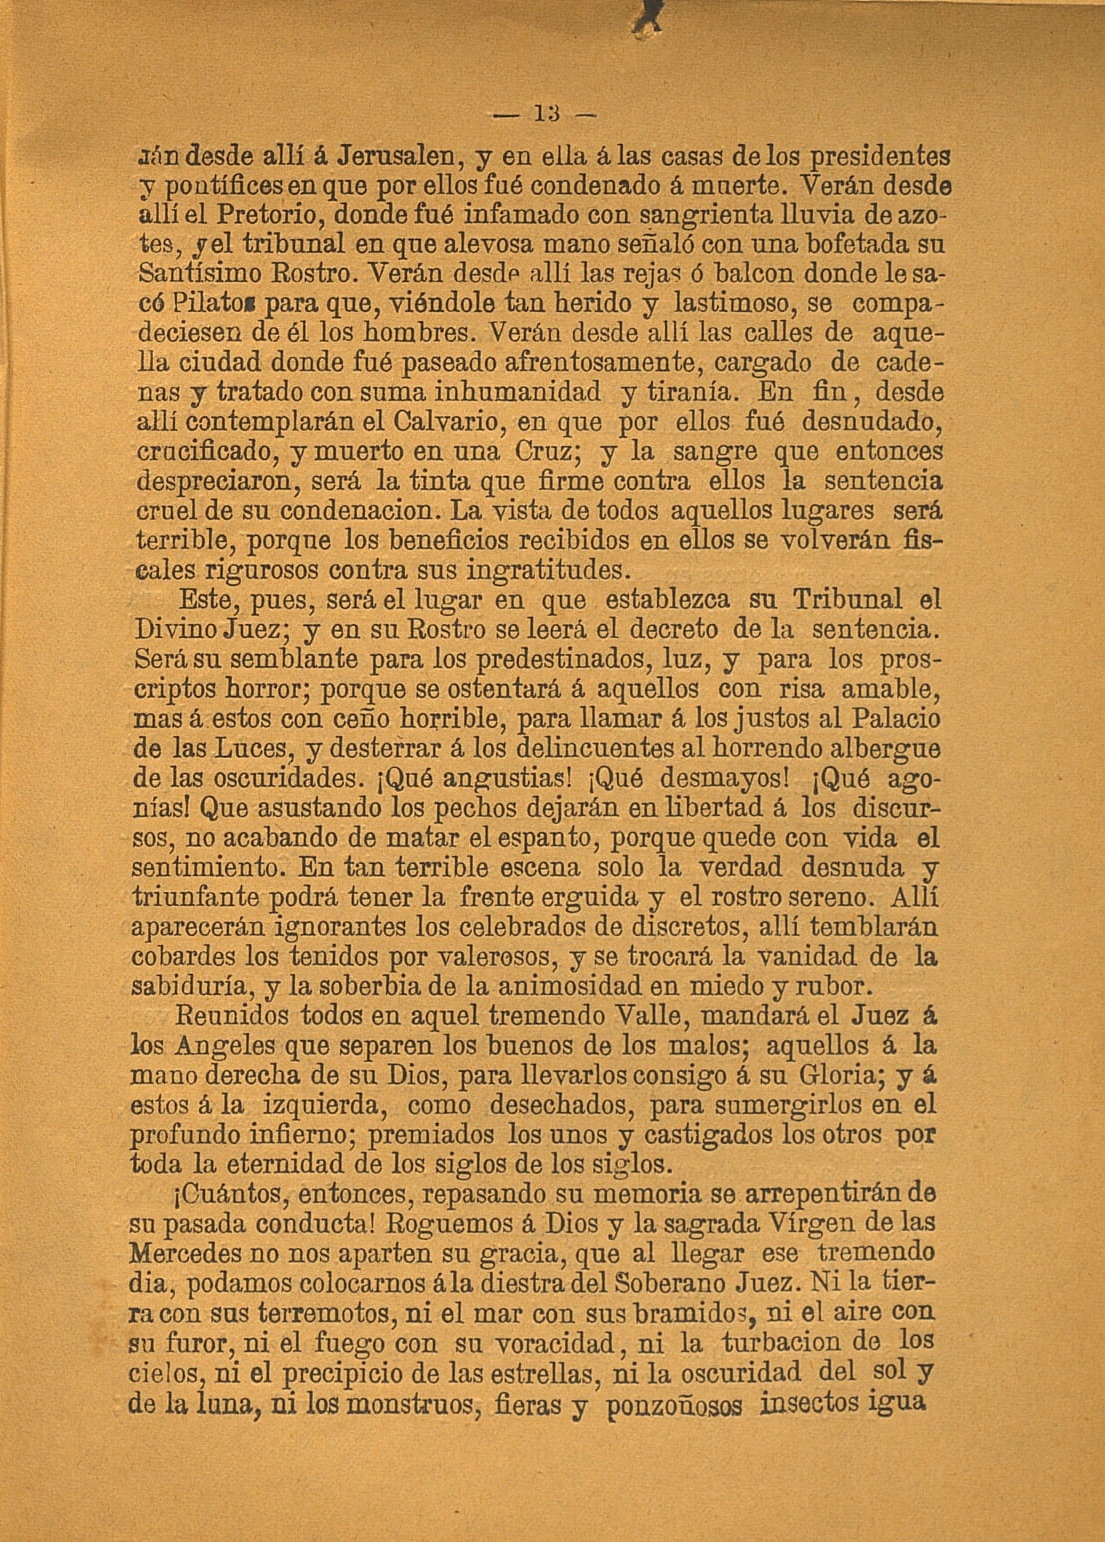 — 13 —
rán desde allí á Jerusalen, y en ella á las casas de los presidentes
y pontífices en que por ellos fué condenado á muerte. Verán desde
allí el Pretorio, donde fué infamado con sangrienta lluvia de azo-
tes, y el tribunal en que alevosa mano señaló con una bofetada su
Santísimo Rostro. Verán desde allí las rejas ó balcon donde le sa-
có Pilatos para que, viéndole tan herido y lastimoso, se compa-
deciesen de él los hombres. Verán desde allí las calles de aque-
lla ciudad donde fué paseado afrentosamente, cargado de cade-
nas y tratado con suma inhumanidad y tiranía. En fin, desde
allí contemplarán el Calvario, en que por ellos fué desnudado,
crucificado, y muerto en una Cruz; y la sangre que entonces
despreciaron, será la tinta que firme contra ellos la sentencia
cruel de su condenacion. La vista de todos aquellos lugares será
terrible, porque los beneficios recibidos en ellos se volverán fis-
cales rigurosos contra sus ingratitudes.
Este, pues, será el lugar en que establezca su Tribunal el
Divino Juez; y en su Rostro se leerá el decreto de la sentencia.
Será su semblante para los predestinados, luz, y para los pros-
criptos horror; porque se ostentará á aquellos con risa amable,
mas á estos con ceño horrible, para llamar á los justos al Palacio
de las Luces, y desterrar á los delincuentes al horrendo albergue
de las oscuridades. ¡Qué angustias! ¡Qué desmayos! ¡Qué ago-
nías! Que asustando los pechos dejarán en libertad á los discur-
sos, no acabando de matar el espanto, porque quede con vida el
sentimiento. En tan terrible escena solo la verdad desnuda y
triunfante podrá tener la frente erguida y el rostro sereno. Allí
aparecerán ignorantes los celebrados de discretos, allí temblarán
cobardes los tenidos por valerosos, y se trocará la vanidad de la
sabiduría, y la soberbia de la animosidad en miedo y rubor.
Reunidos todos en aquel tremendo Valle, mandará el Juez á
los Angeles que separen los buenos de los malos; aquellos á la
mano derecha de su Dios, para llevarlos consigo á su Gloria; y á
estos á la izquierda, como desechados, para sumergirlos en el
profundo infierno; premiados los unos y castigados los otros por
toda la eternidad de los siglos de los siglos.
¡Cuántos, entonces, repasando su memoria se arrepentirán de
su pasada conducta! Roguemos á Dios y la sagrada Vírgen de las
Mercedes no nos aparten su gracia, que al llegar ese tremendo
dia, podamos colocarnos á la diestra del Soberano Juez. Ni la tier-
ra con sus terremotos, ni el mar con sus bramidos, ni el aire con
su furor, ni el fuego con su voracidad, ni la turbacion de los
cielos, ni el precipicio de las estrellas, ni la oscuridad del sol y
de la luna, ni los monstruos, fieras y ponzoñosos insectos igua